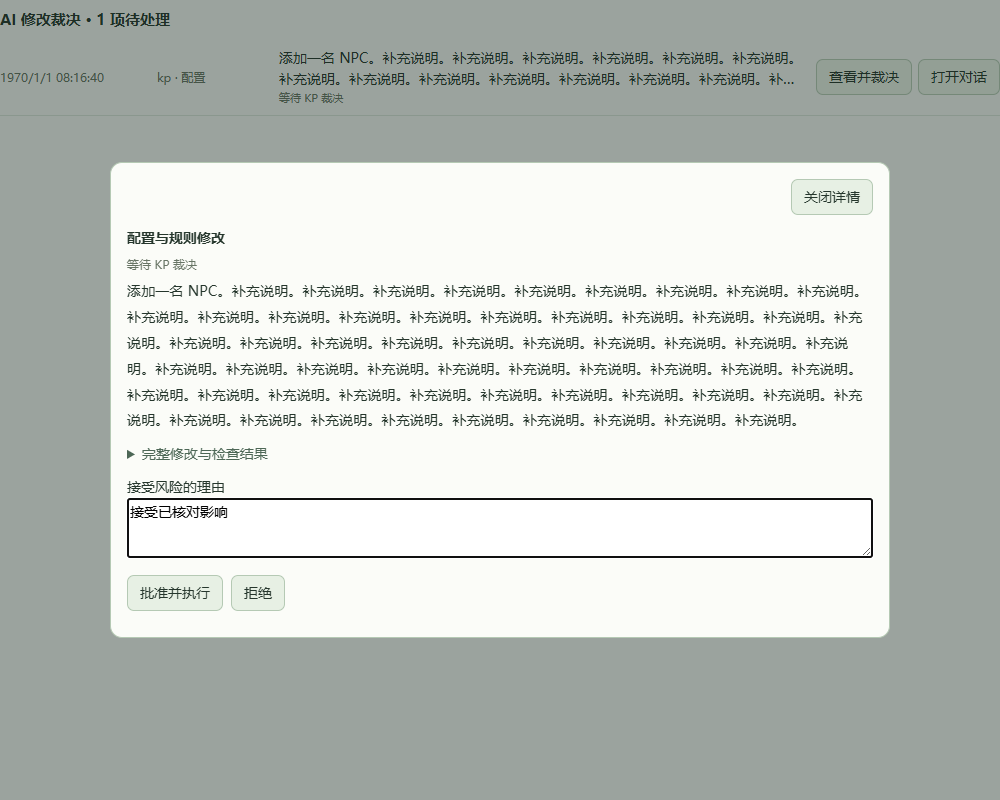 AI 修改裁决 • 1 项待处理
1970/1/1 08:16:40
kp · 配置
添加一名 NPC。补充说明。补充说明。补充说明。补充说明。补充说明。补充说明。
补充说明。补充说明。补充说明。补充说明。补充说明。补充说明。补充说明。补...
等待 KP 裁决
查看并裁决
打开对话
关闭详情
配置与规则修改
等待 KP 裁决
添加一名 NPC。补充说明。补充说明。补充说明。补充说明。补充说明。补充说明。补充说明。补充说明。补充说明。
补充说明。补充说明。补充说明。补充说明。补充说明。补充说明。补充说明。补充说明。补充说明。补充说明。补充
说明。补充说明。补充说明。补充说明。补充说明。补充说明。补充说明。补充说明。补充说明。补充说明。补充说
明。补充说明。补充说明。补充说明。补充说明。补充说明。补充说明。补充说明。补充说明。补充说明。补充说明。
补充说明。补充说明。补充说明。补充说明。补充说明。补充说明。补充说明。补充说明。补充说明。补充说明。补充
说明。补充说明。补充说明。补充说明。补充说明。补充说明。补充说明。补充说明。补充说明。补充说明。
▶ 完整修改与检查结果
接受风险的理由
接受已核对影响
批准并执行
拒绝